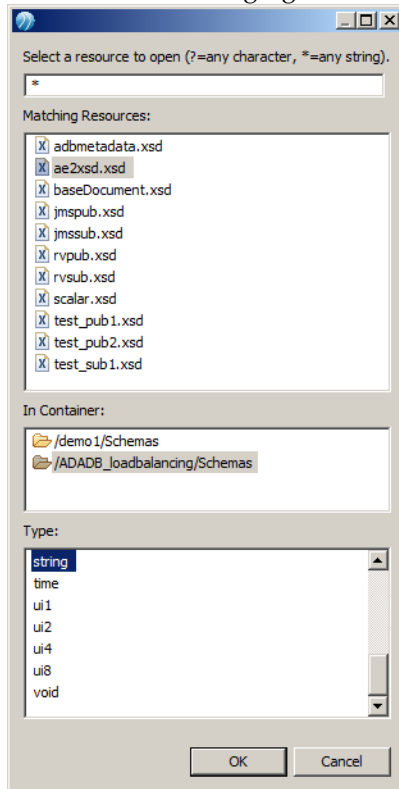 Select a resource to open (?=any character, *=any string).
*
Matching Resources:
adbmetadata.xsd
ae2xsd.xsd
baseDocument.xsd
jmspub.xsd
jmssub.xsd
rvpub.xsd
rvsub.xsd
scalar.xsd
test_pub1.xsd
test_pub2.xsd
test_sub1.xsd
In Container:
/demo1/Schemas
/ADADB_loadbalancing/Schemas
Type:
string
time
ui1
ui2
ui4
ui8
void
OK Cancel